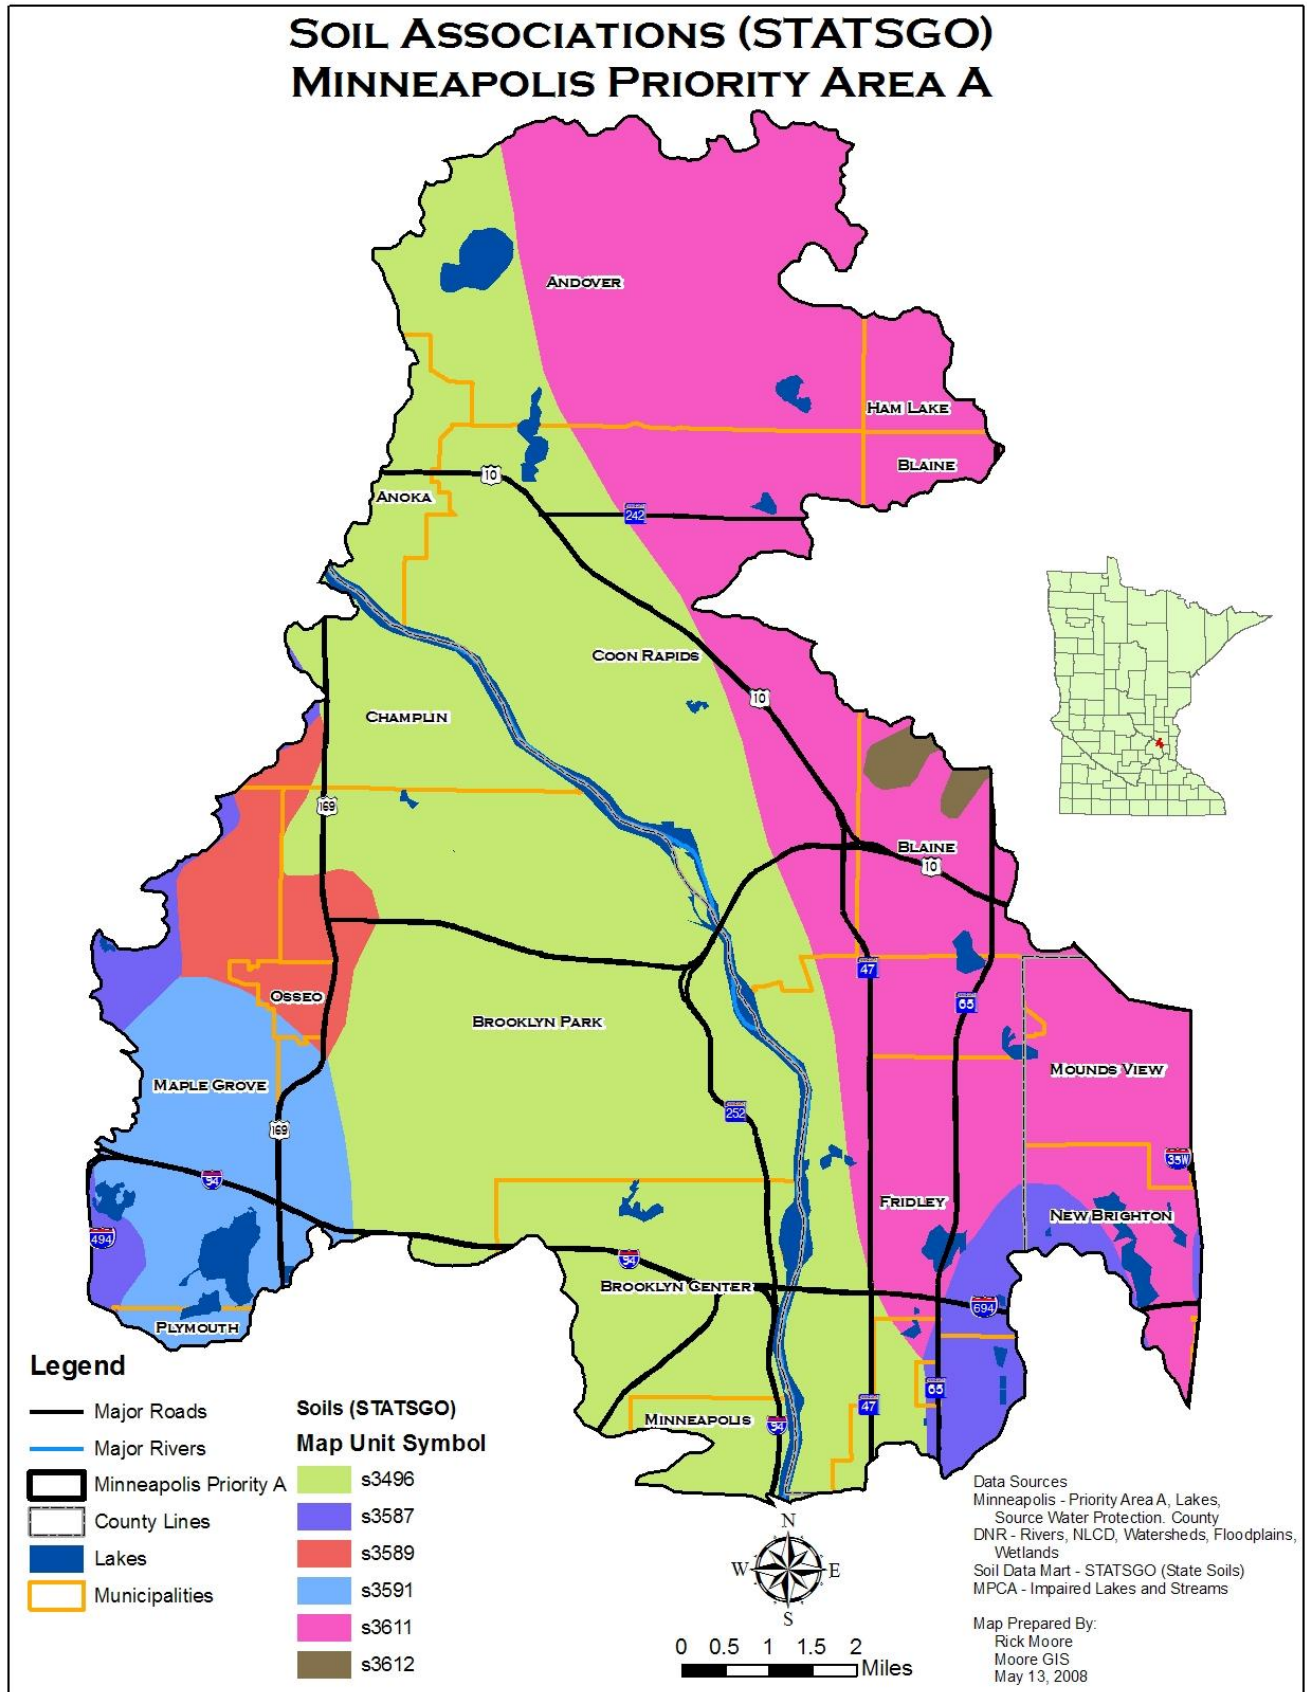 Soil Associations (STATSGO)
Minneapolis Priority Area A
Andover
Ham Lake
Blaine
10
Anoka
242
Coon Rapids
10
Champlin
169
Blaine
10
47
65
Osseo
Brooklyn Park
Mounds View
Maple Grove
252
169
35W
94
Fridley
New Brighton
494
94
Brooklyn Center
694
Plymouth
65
47
Minneapolis
94
Legend
Major Roads
Major Rivers
Minneapolis Priority A
County Lines
Lakes
Municipalities
Soils (STATSGO)
Map Unit Symbol
s3496
s3587
s3589
s3591
s3611
s3612
N
W
E
S
0 0.5 1 1.5 2
Miles
Data Sources
Minneapolis - Priority Area A, Lakes,
Source Water Protection. County
DNR - Rivers, NLCD, Watersheds, Floodplains,
Wetlands
Soil Data Mart - STATSGO (State Soils)
MPCA - Impaired Lakes and Streams
Map Prepared By:
Rick Moore
Moore GIS
May 13, 2008